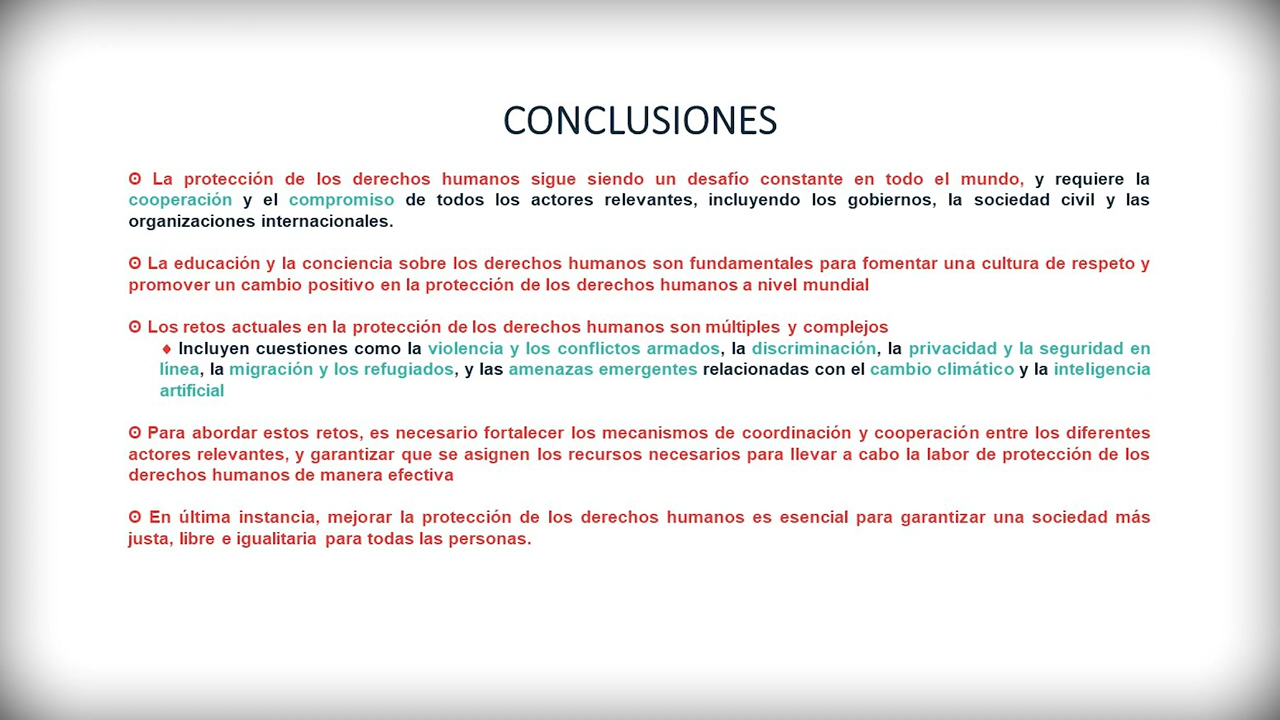 CONCLUSIONES
ʘ La protección de los derechos humanos sigue siendo un desafío constante en todo el mundo, y requiere la
cooperación y el compromiso de todos los actores relevantes, incluyendo los gobiernos, la sociedad civil y las
organizaciones internacionales.
ʘ La educación y la conciencia sobre los derechos humanos son fundamentales para fomentar una cultura de respeto y
promover un cambio positivo en la protección de los derechos humanos a nivel mundial
ʘ Los retos actuales en la protección de los derechos humanos son múltiples y complejos
♦ Incluyen cuestiones como la violencia y los conflictos armados, la discriminación, la privacidad y la seguridad en
línea, la migración y los refugiados, y las amenazas emergentes relacionadas con el cambio climático y la inteligencia
artificial
ʘ Para abordar estos retos, es necesario fortalecer los mecanismos de coordinación y cooperación entre los diferentes
actores relevantes, y garantizar que se asignen los recursos necesarios para llevar a cabo la labor de protección de los
derechos humanos de manera efectiva
ʘ En última instancia, mejorar la protección de los derechos humanos es esencial para garantizar una sociedad más
justa, libre e igualitaria para todas las personas.